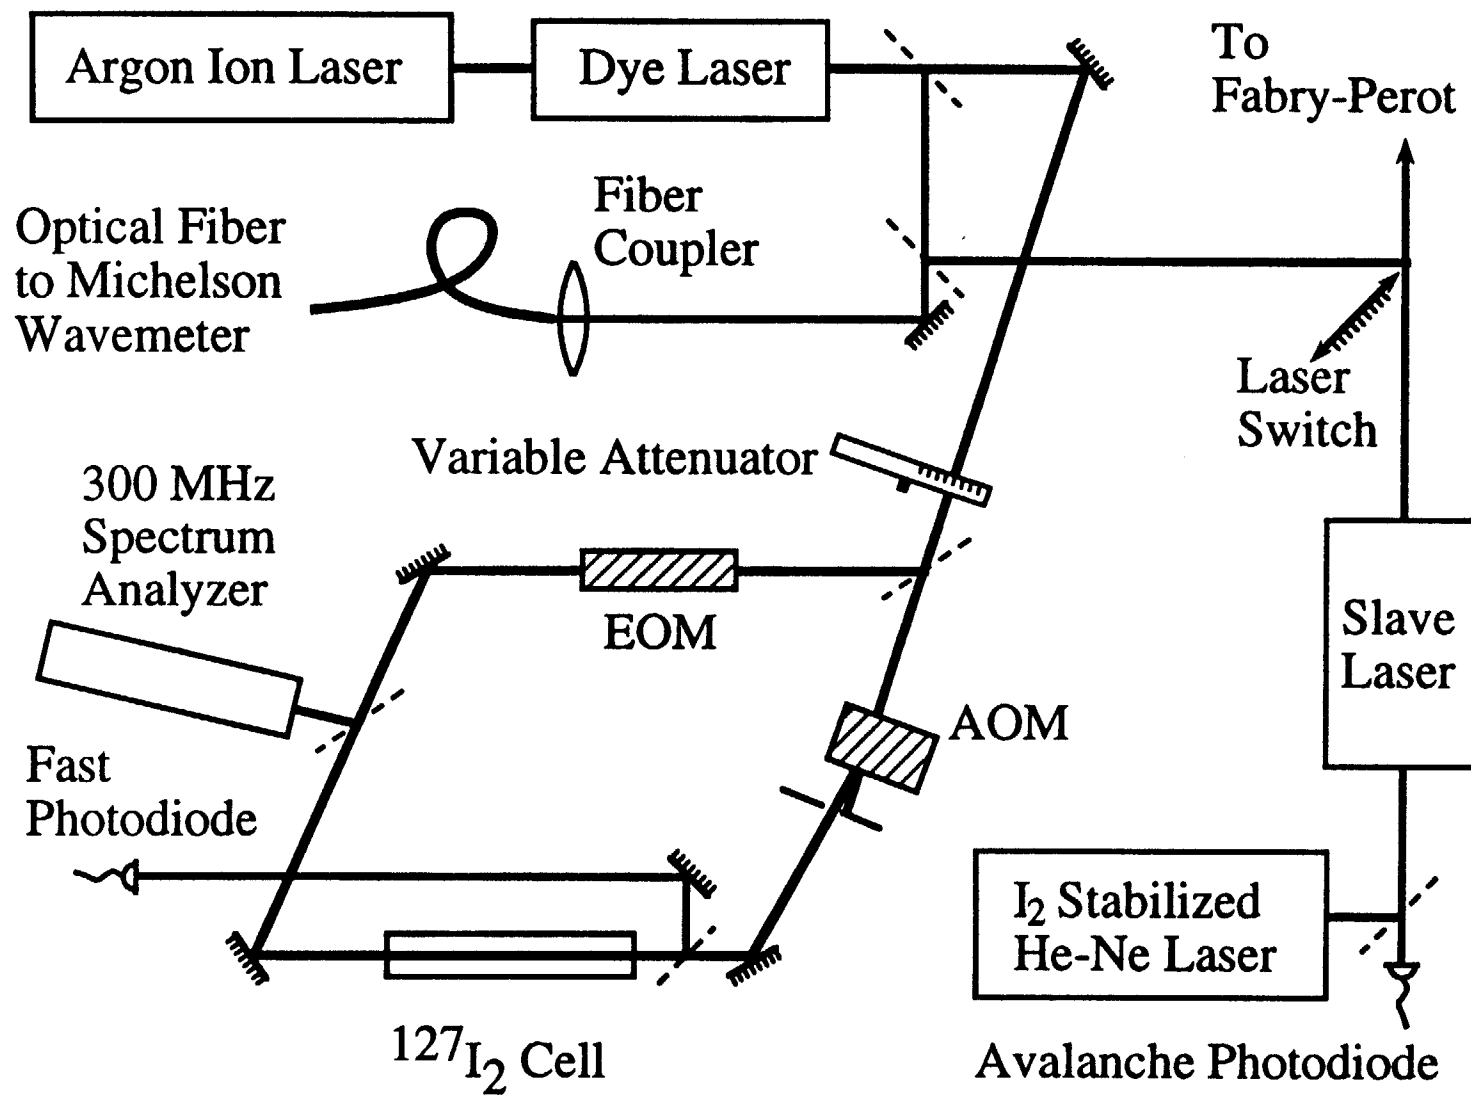 Argon Ion Laser
Dye Laser
To
Fabry-Perot
Optical Fiber
to Michelson
Wavemeter
Fiber
Coupler
Laser
Switch
Variable Attenuator
300 MHz
Spectrum
Analyzer
EOM
Slave
Laser
AOM
Fast
Photodiode
I₂ Stabilized
He-Ne Laser
¹²⁷I₂ Cell
Avalanche Photodiode